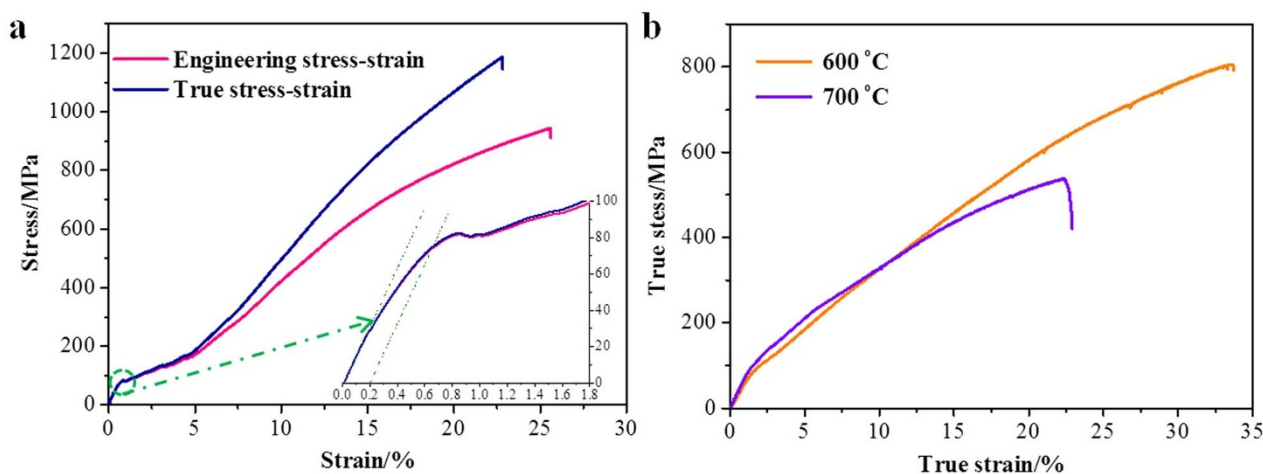 a
Engineering stress-strain
True stress-strain
Stress/MPa
1200
1000
800
600
400
200
0
0 5 10 15 20 25 30
Strain/%
100
80
60
40
20
0
0.0 0.2 0.4 0.6 0.8 1.0 1.2 1.4 1.6 1.8
b
600 °C
700 °C
True stess/MPa
800
600
400
200
0
0 5 10 15 20 25 30 35
True strain/%